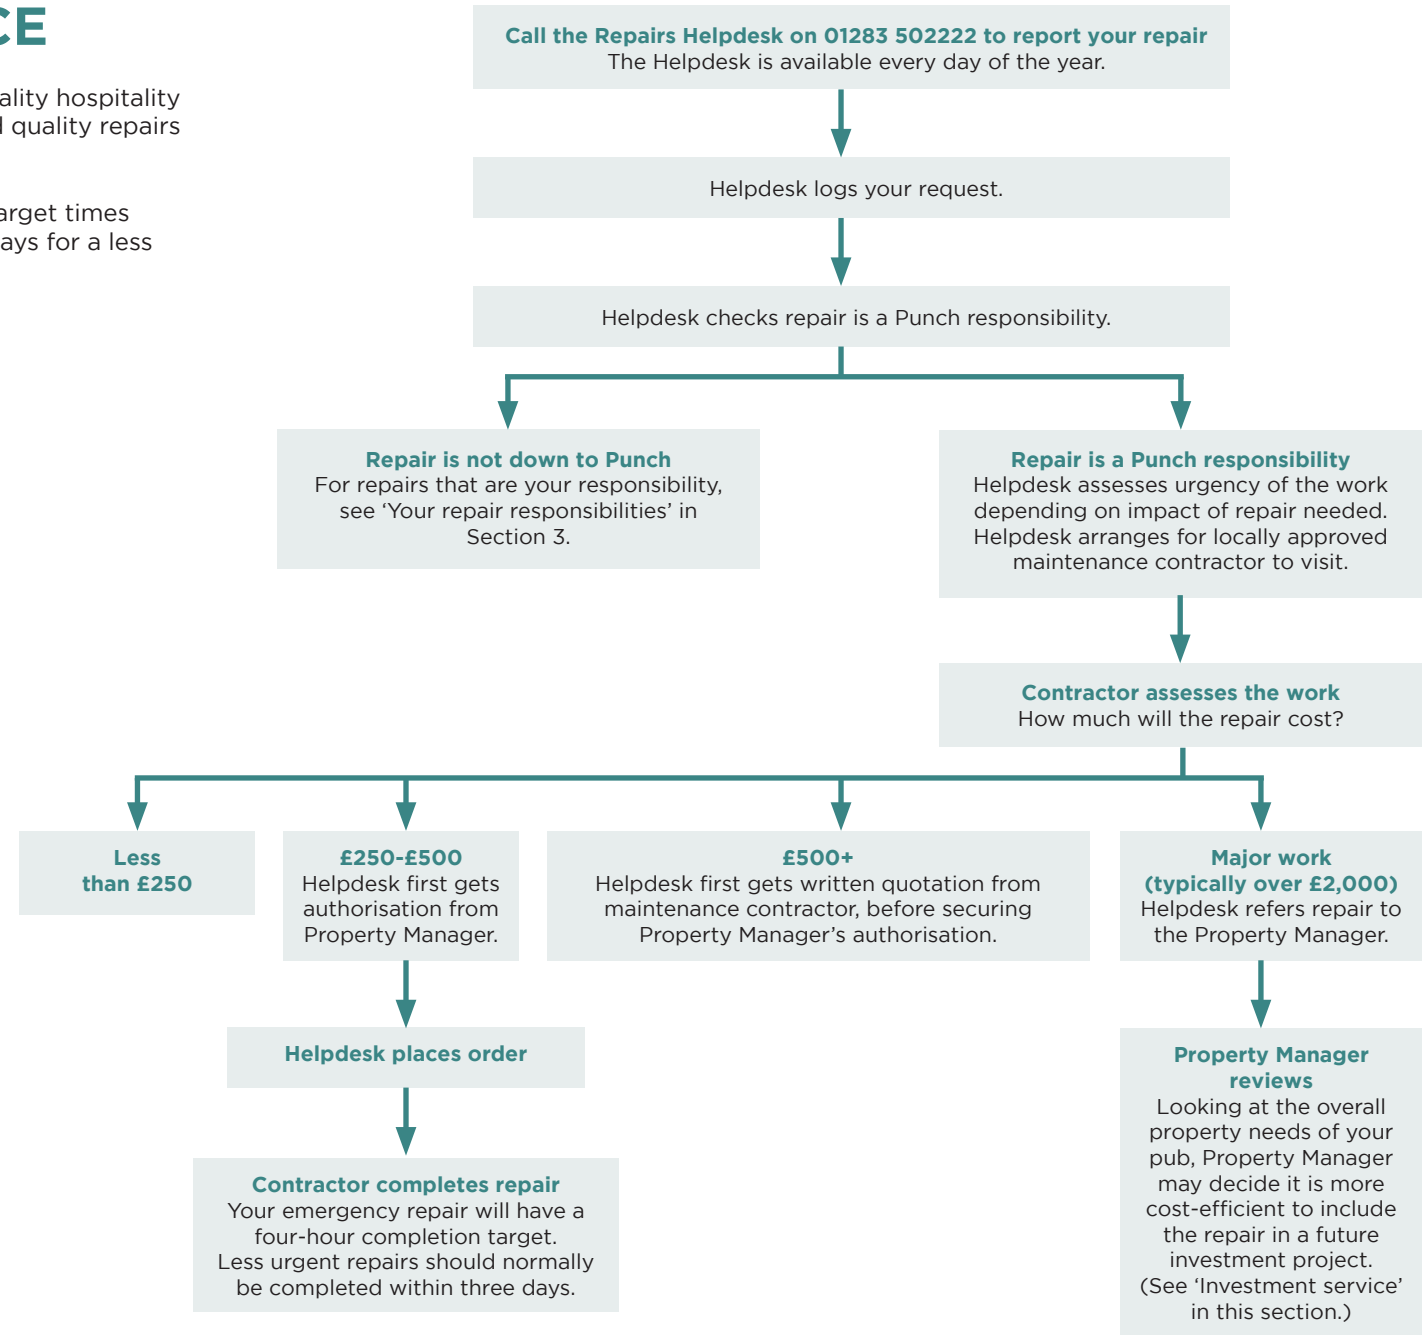 CE
ality hospitality
d quality repairs
arget times
ays for a less
Call the Repairs Helpdesk on 01283 502222 to report your repair
The Helpdesk is available every day of the year.
Helpdesk logs your request.
Helpdesk checks repair is a Punch responsibility.
Repair is not down to Punch
For repairs that are your responsibility,
see ‘Your repair responsibilities’ in
Section 3.
Repair is a Punch responsibility
Helpdesk assesses urgency of the work
depending on impact of repair needed.
Helpdesk arranges for locally approved
maintenance contractor to visit.
Contractor assesses the work
How much will the repair cost?
Less
than £250
£250-£500
Helpdesk first gets
authorisation from
Property Manager.
£500+
Helpdesk first gets written quotation from
maintenance contractor, before securing
Property Manager’s authorisation.
Major work
(typically over £2,000)
Helpdesk refers repair to
the Property Manager.
Helpdesk places order
Contractor completes repair
Your emergency repair will have a
four-hour completion target.
Less urgent repairs should normally
be completed within three days.
Property Manager
reviews
Looking at the overall
property needs of your
pub, Property Manager
may decide it is more
cost-efficient to include
the repair in a future
investment project.
(See ‘Investment service’
in this section.)